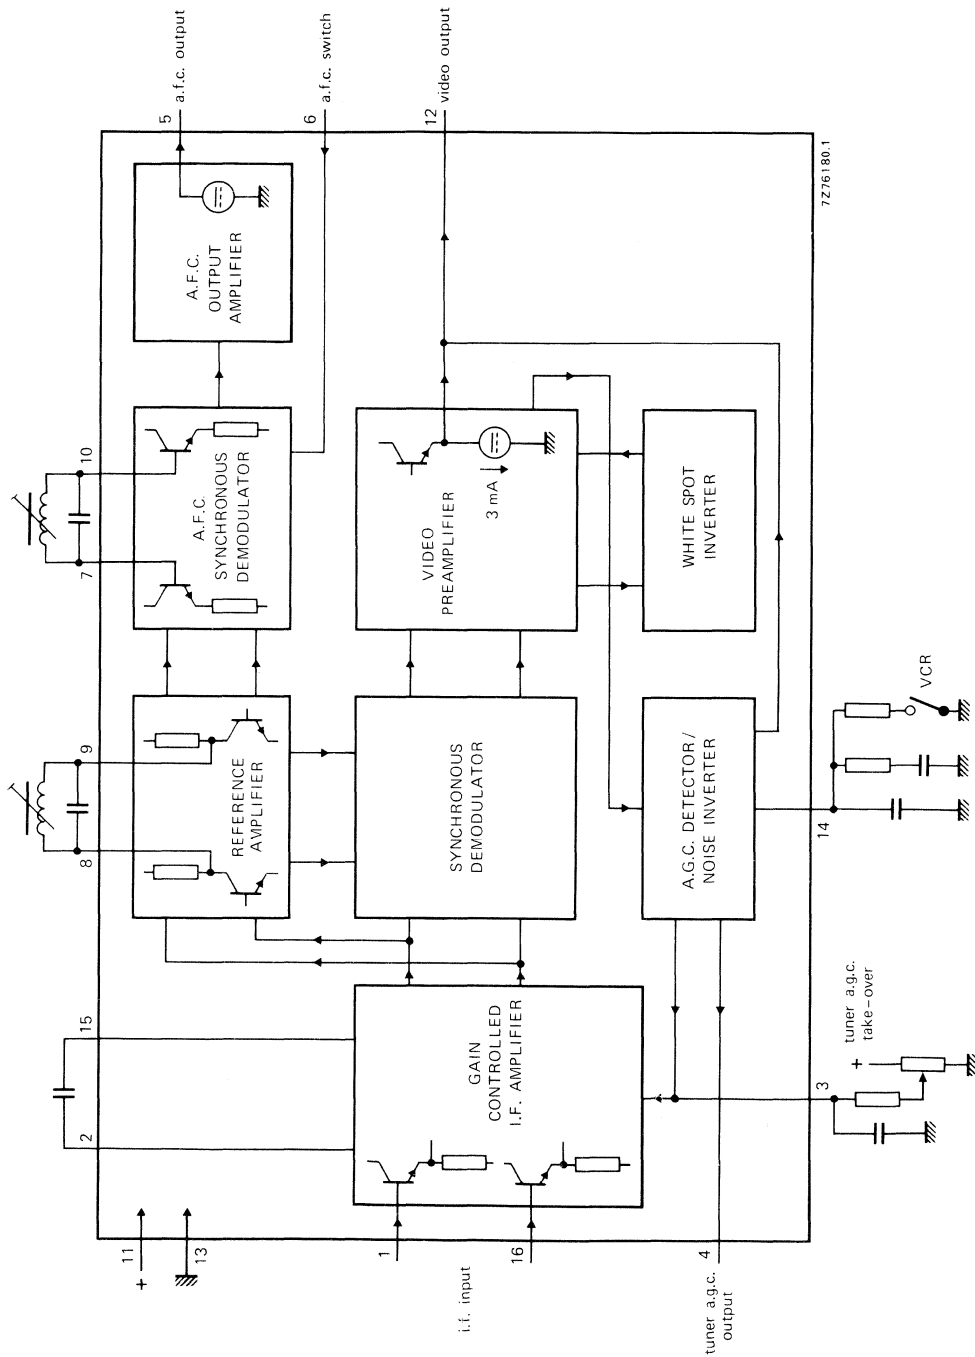 11
+
13
2
15
8
9
7
10
5
a.f.c. output
6
a.f.c. switch
12
video output
REFERENCE
AMPLIFIER
A.F.C.
SYNCHRONOUS
DEMODULATOR
A.F.C.
OUTPUT
AMPLIFIER
1
16
i.f. input
GAIN
CONTROLLED
I.F. AMPLIFIER
SYNCHRONOUS
DEMODULATOR
VIDEO
PREAMPLIFIER
3 mA
A.G.C. DETECTOR/
NOISE INVERTER
WHITE SPOT
INVERTER
4
tuner a.g.c.
output
3
+
tuner a.g.c.
take-over
14
VCR
7Z76180.1